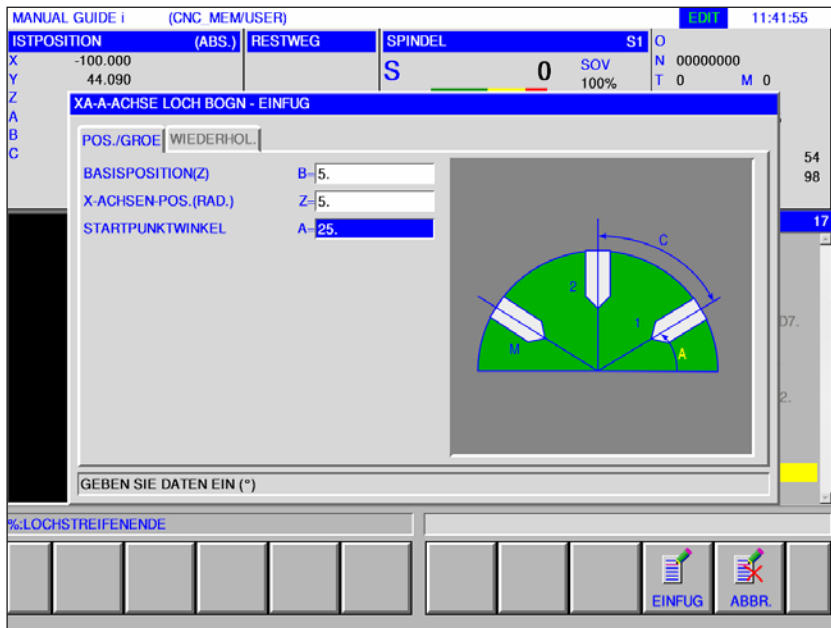 MANUAL GUIDE i (CNC_MEM/USER) EDIT 11:41:55
ISTPOSITION (ABS.) RESTWEG SPINDEL S1 O
X -100.000 N 00000000
Y 44.090 S 0 SOV 100% T 0 M 0
Z
A
B
C
54
98
17
XA-A-ACHSE LOCH BOGN - EINFUG
POS./GROE WIEDERHOL.
BASISPOSITION(Z) B= 5.
X-ACHSEN-POS.(RAD.) Z= 5.
STARTPUNKTWINKEL A= 25.
C
2
1
M
A
D7.
2.
GEBEN SIE DATEN EIN (°)
%:LOCHSTREIFENENDE
EINFUG ABBR.